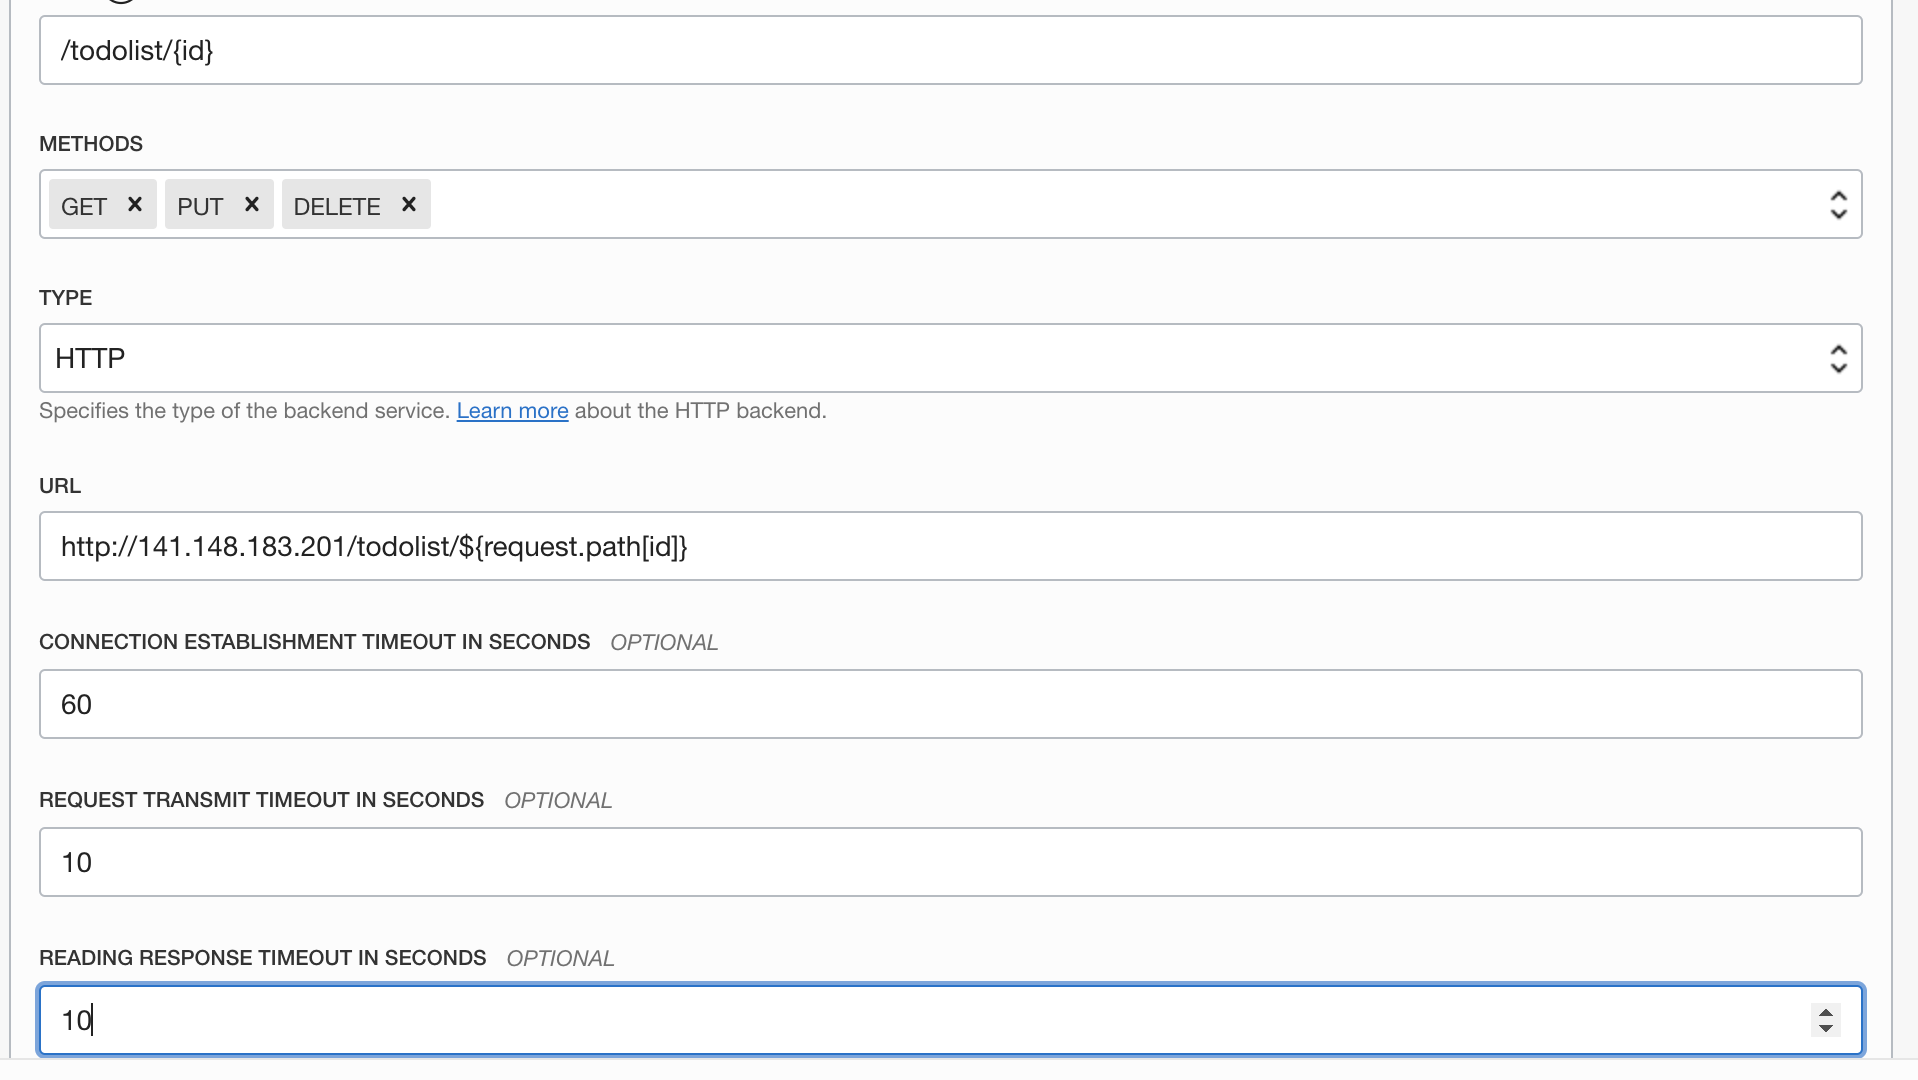 /todolist/{id}
METHODS
GET × PUT × DELETE ×
TYPE
HTTP
Specifies the type of the backend service. Learn more about the HTTP backend.
URL
http://141.148.183.201/todolist/${request.path[id]}
CONNECTION ESTABLISHMENT TIMEOUT IN SECONDS OPTIONAL
60
REQUEST TRANSMIT TIMEOUT IN SECONDS OPTIONAL
10
READING RESPONSE TIMEOUT IN SECONDS OPTIONAL
10